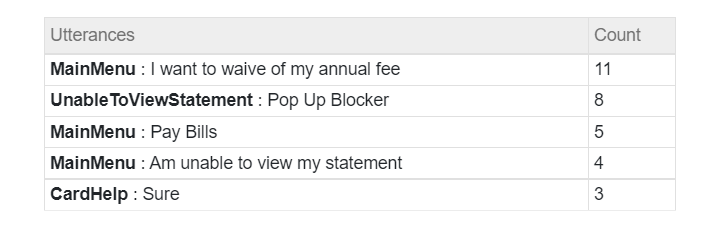 Utterances Count
MainMenu : I want to waive of my annual fee 11
UnableToViewStatement : Pop Up Blocker 8
MainMenu : Pay Bills 5
MainMenu : Am unable to view my statement 4
CardHelp : Sure 3